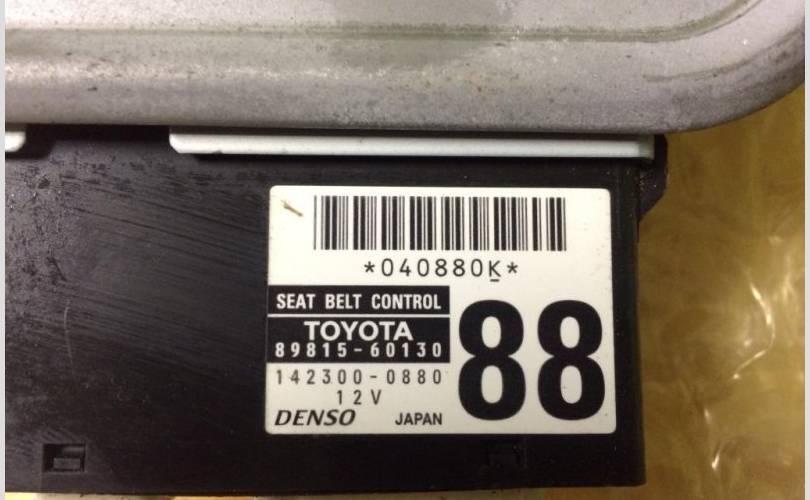 *040880K*
SEAT BELT CONTROL
TOYOTA
89815-60130
142300-0880
12V
DENSO JAPAN
88